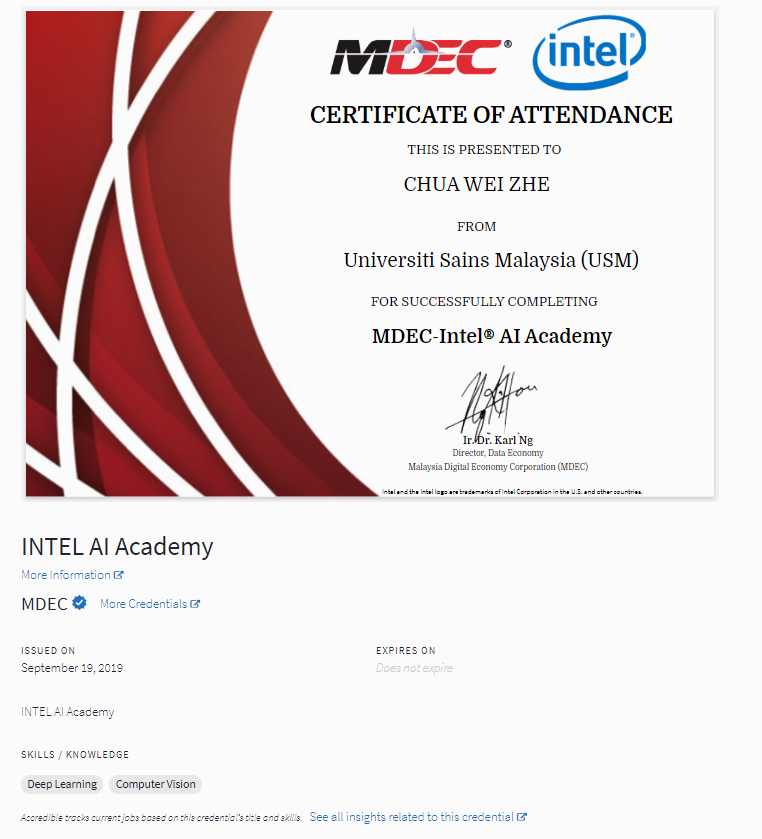 MDEC®
intel®
CERTIFICATE OF ATTENDANCE
THIS IS PRESENTED TO
CHUA WEI ZHE
FROM
Universiti Sains Malaysia (USM)
FOR SUCCESSFULLY COMPLETING
MDEC-Intel® AI Academy
Ir. Dr. Karl Ng
Director, Data Economy
Malaysia Digital Economy Corporation (MDEC)
Intel and the Intel logo are trademarks of Intel Corporation in the U.S. and other countries.
INTEL AI Academy
More Information
MDEC More Credentials
ISSUED ON EXPIRES ON
September 19, 2019 Does not expire
INTEL AI Academy
SKILLS / KNOWLEDGE
Deep Learning Computer Vision
Accredible tracks current jobs based on this credential's title and skills. See all insights related to this credential